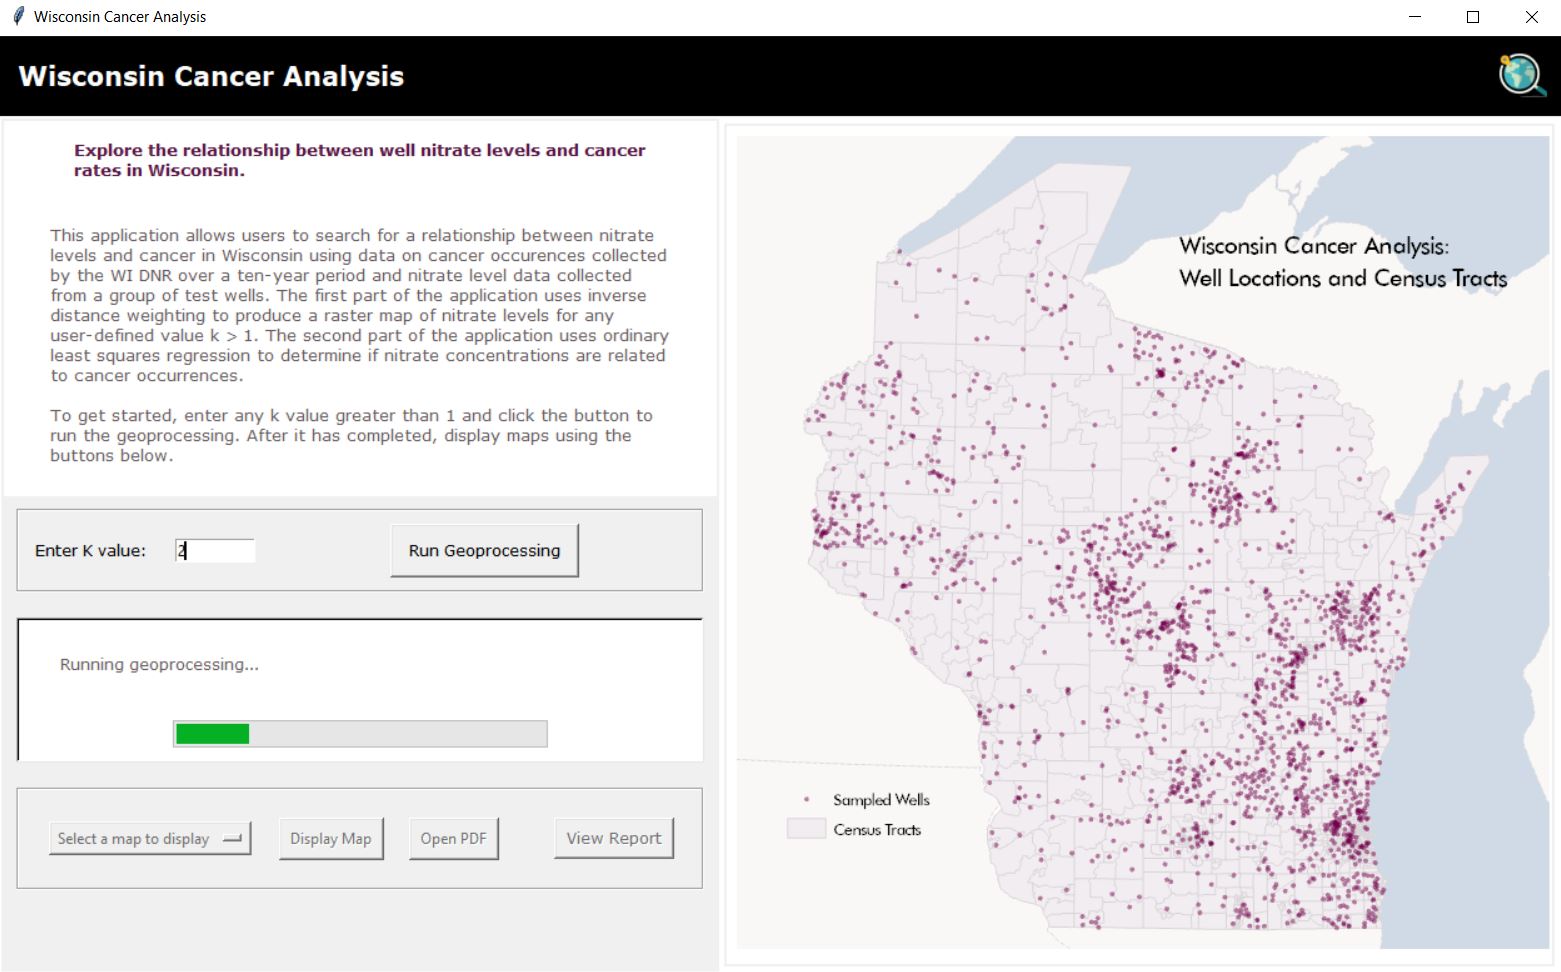 Wisconsin Cancer Analysis
Wisconsin Cancer Analysis
Explore the relationship between well nitrate levels and cancer
rates in Wisconsin.
This application allows users to search for a relationship between nitrate
levels and cancer in Wisconsin using data on cancer occurences collected
by the WI DNR over a ten-year period and nitrate level data collected
from a group of test wells. The first part of the application uses inverse
distance weighting to produce a raster map of nitrate levels for any
user-defined value k > 1. The second part of the application uses ordinary
least squares regression to determine if nitrate concentrations are related
to cancer occurrences.
To get started, enter any k value greater than 1 and click the button to
run the geoprocessing. After it has completed, display maps using the
buttons below.
Enter K value:
2
Run Geoprocessing
Running geoprocessing...
Select a map to display
Display Map
Open PDF
View Report
Wisconsin Cancer Analysis:
Well Locations and Census Tracts
Sampled Wells
Census Tracts